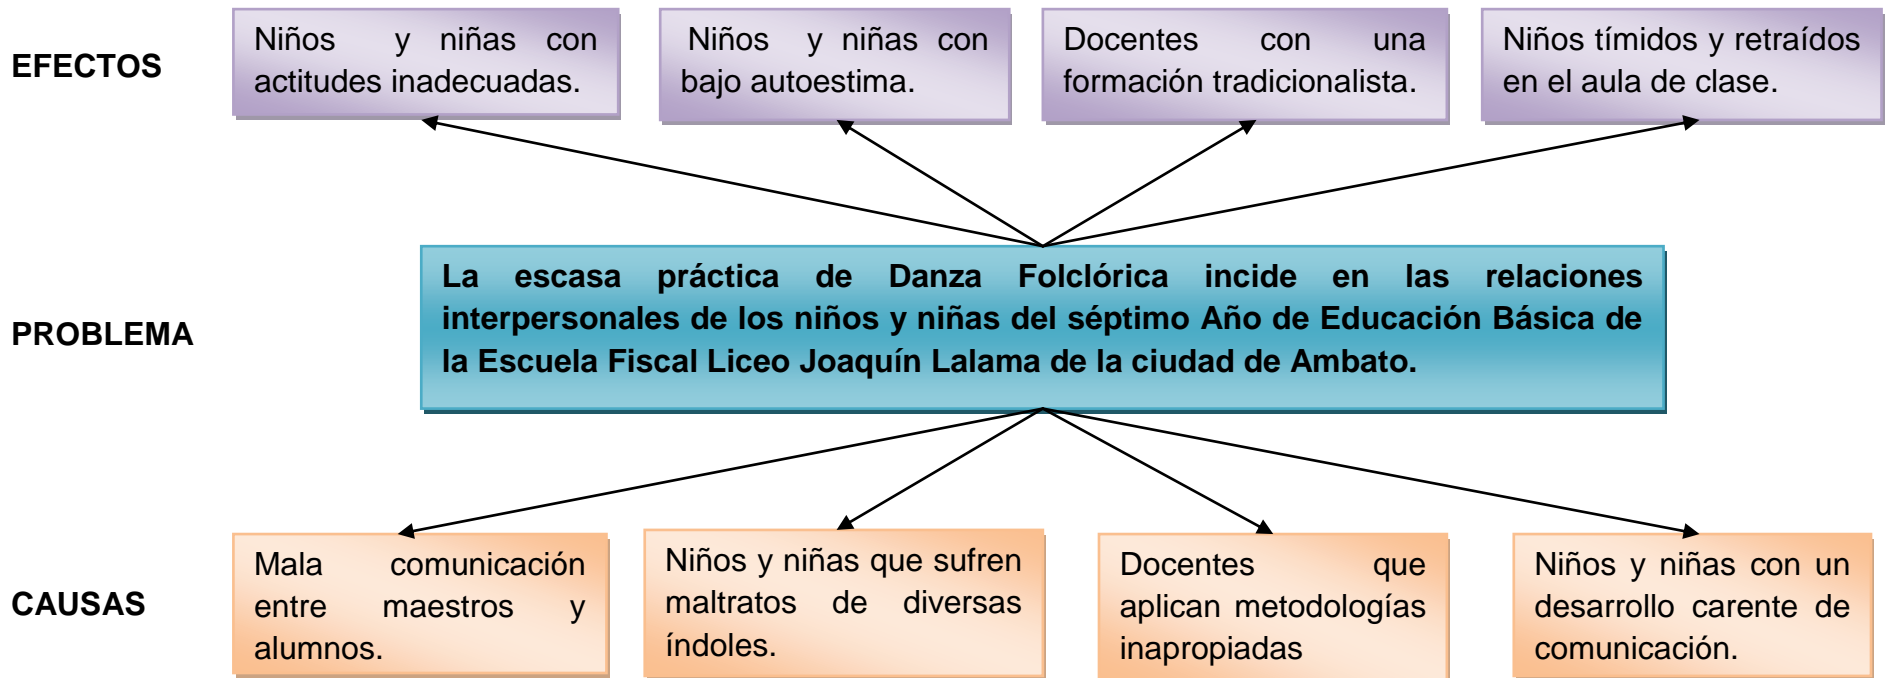 EFECTOS
Niños y niñas con
actitudes inadecuadas.
Niños y niñas con
bajo autoestima.
Docentes con una
formación tradicionalista.
Niños tímidos y retraídos
en el aula de clase.
PROBLEMA
La escasa práctica de Danza Folclórica incide en las relaciones
interpersonales de los niños y niñas del séptimo Año de Educación Básica de
la Escuela Fiscal Liceo Joaquín Lalama de la ciudad de Ambato.
CAUSAS
Mala comunicación
entre maestros y
alumnos.
Niños y niñas que sufren
maltratos de diversas
índoles.
Docentes que
aplican metodologías
inapropiadas
Niños y niñas con un
desarrollo carente de
comunicación.